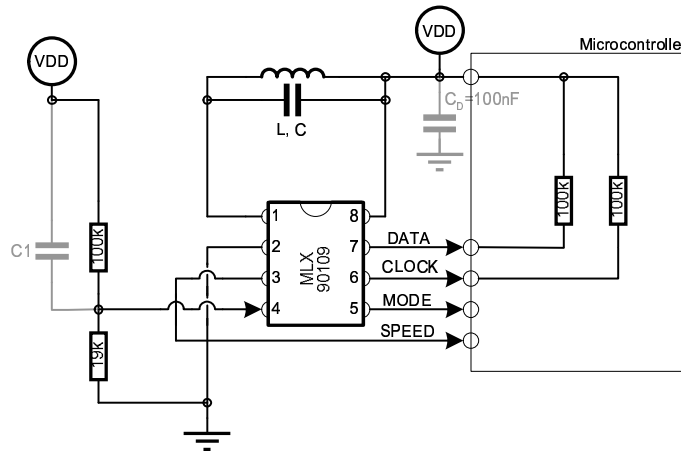 VDD
VDD
Microcontrolle
C_D=100nF
L, C
100k
100k
100k
C1
19k
MLX
90109
1
2
3
4
8
7
6
5
DATA
CLOCK
MODE
SPEED